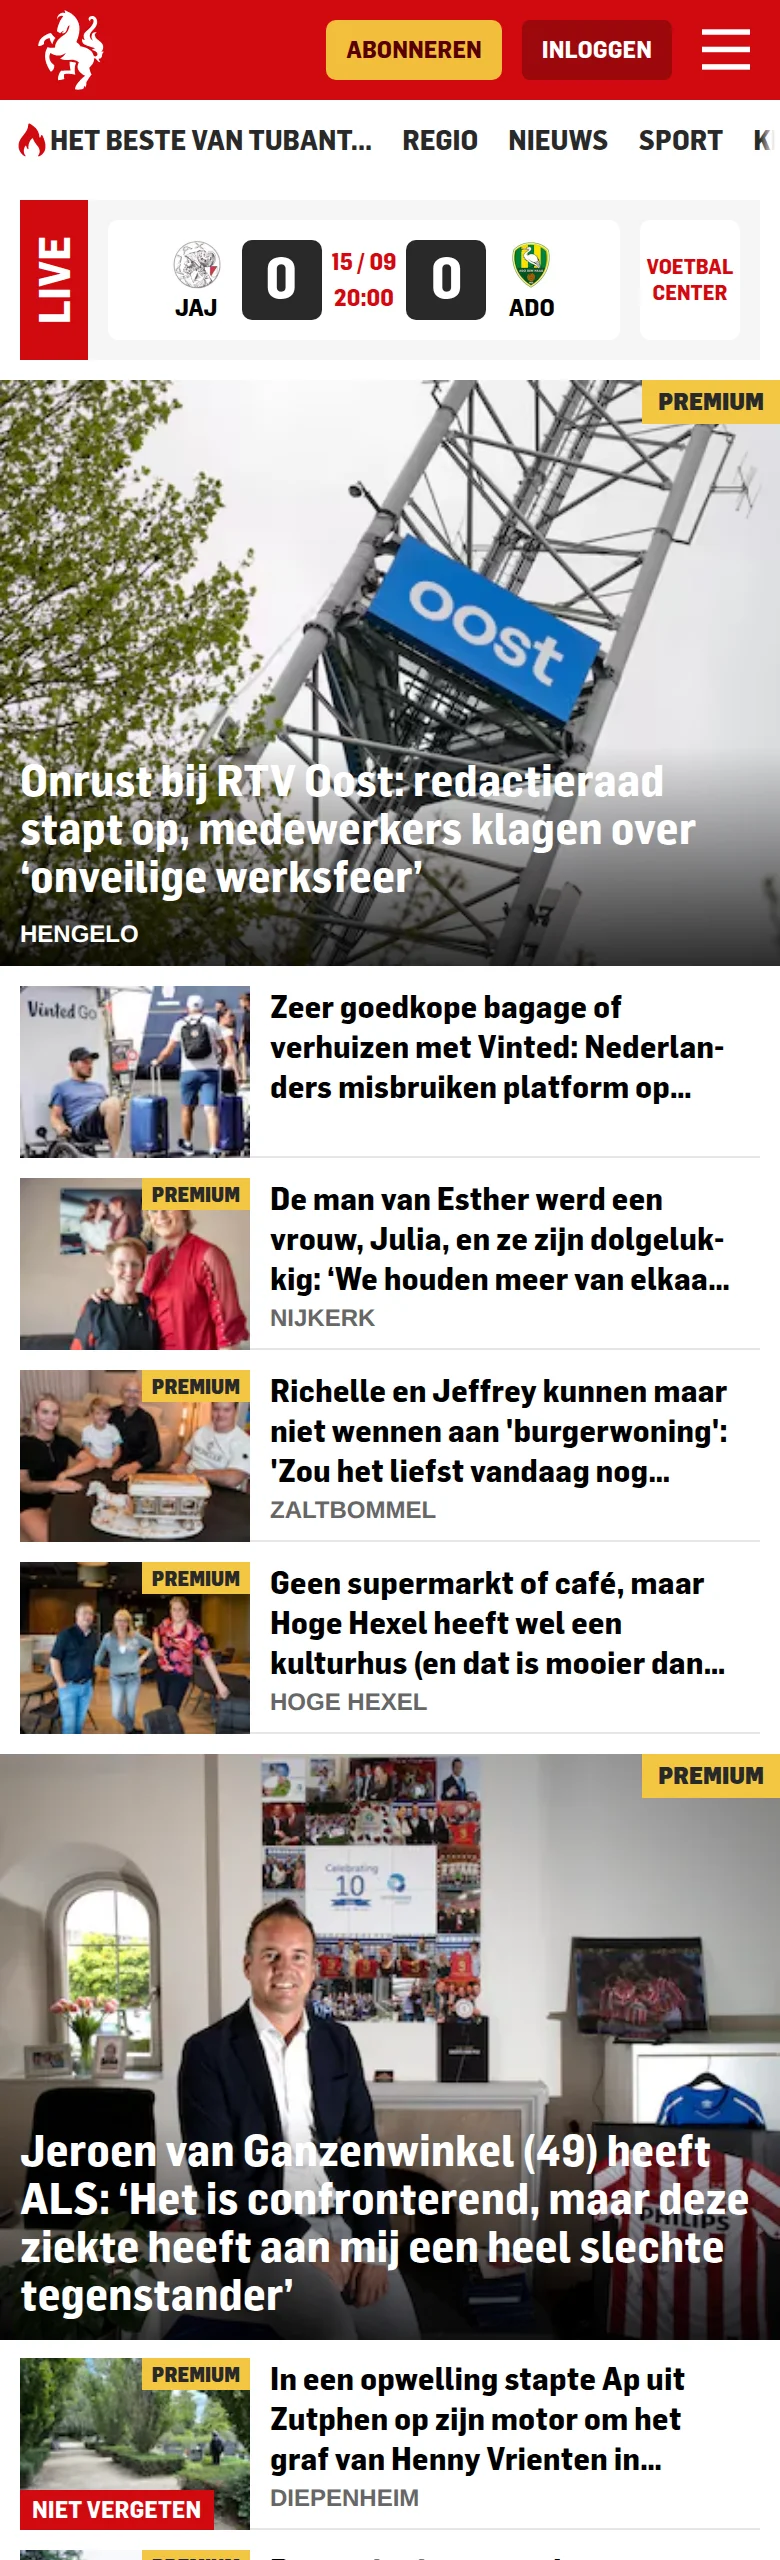 ABONNEREN
INLOGGEN
HET BESTE VAN TUBANT... REGIO NIEUWS SPORT
LIVE
JAJ
0
15 / 09
20:00
0
ADO
VOETBAL
CENTER
PREMIUM
oost
Onrust bij RTV Oost: redactieraad
stapt op, medewerkers klagen over
‘onveilige werksfeer’
HENGELO
Vinted Go
Zeer goedkope bagage of
verhuizen met Vinted: Nederlan-
ders misbruiken platform op...
PREMIUM
De man van Esther werd een
vrouw, Julia, en ze zijn dolgeluk-
kig: ‘We houden meer van elkaa...
NIJKERK
PREMIUM
Richelle en Jeffrey kunnen maar
niet wennen aan 'burgerwoning':
'Zou het liefst vandaag nog...
ZALTBOMMEL
PREMIUM
Geen supermarkt of café, maar
Hoge Hexel heeft wel een
kulturhus (en dat is mooier dan...
HOGE HEXEL
PREMIUM
Celebrating
10
PHILIPS
Jeroen van Ganzenwinkel (49) heeft
ALS: ‘Het is confronterend, maar deze
ziekte heeft aan mij een heel slechte
tegenstander’
PREMIUM
NIET VERGETEN
In een opwelling stapte Ap uit
Zutphen op zijn motor om het
graf van Henny Vrienten in...
DIEPENHEIM
PREMIUM